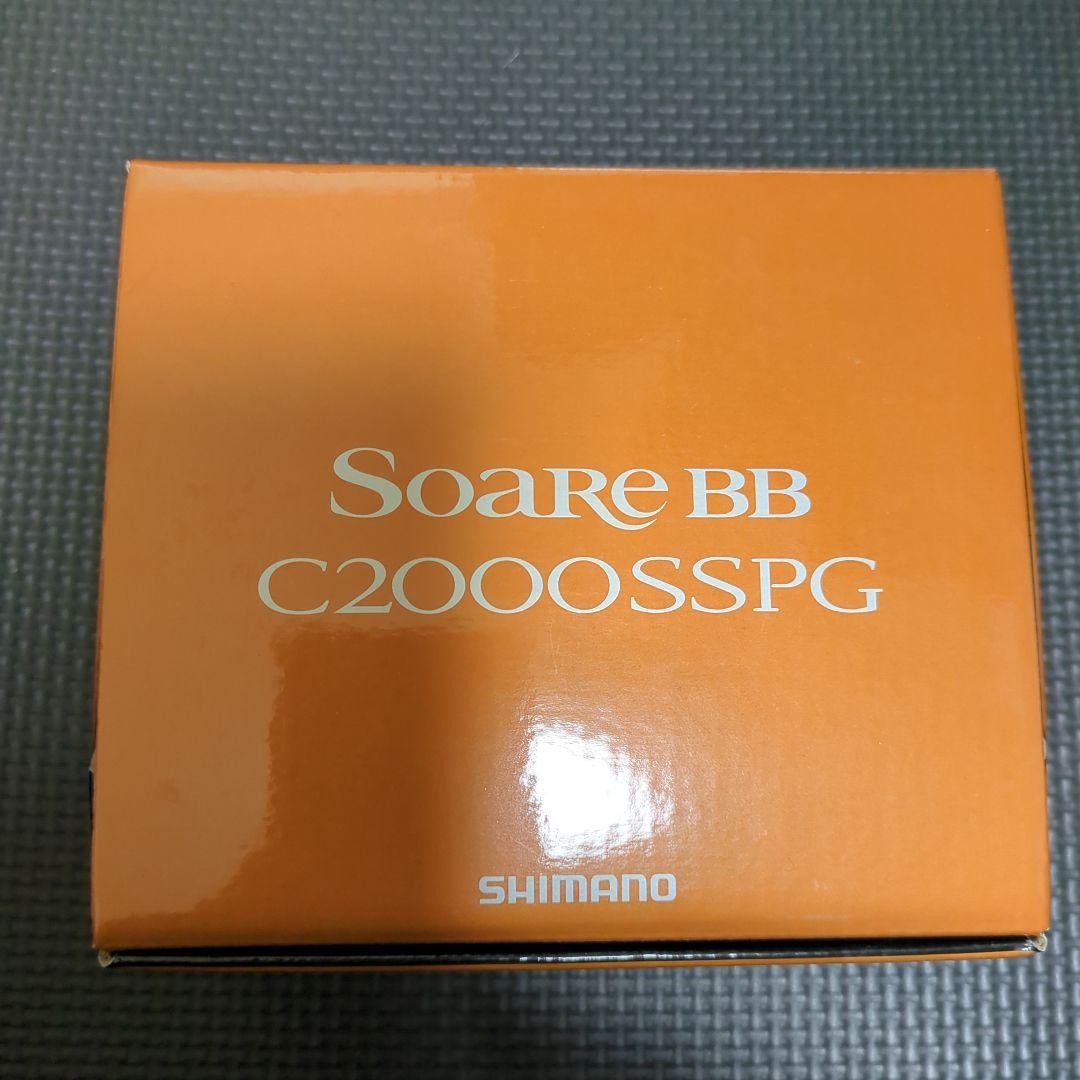 Soare BB
C2000SSPG
SHIMANO